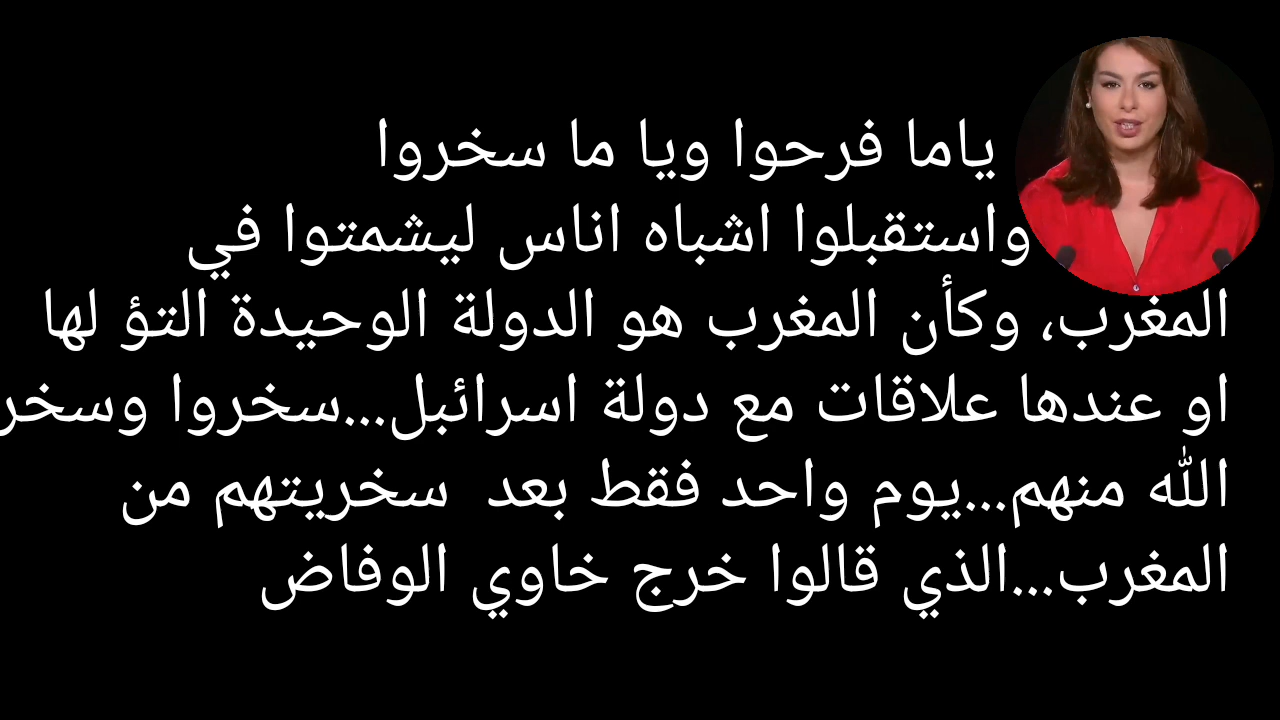 ياما فرحوا ويا ما سخروا
واستقبلوا اشباه اناس ليشمتوا في
المغرب، وكأن المغرب هو الدولة الوحيدة التؤ لها
او عندها علاقات مع دولة اسرائبل...سخروا وسخر
الله منهم...يوم واحد فقط بعد سخريتهم من
المغرب...الذي قالوا خرج خاوي الوفاض